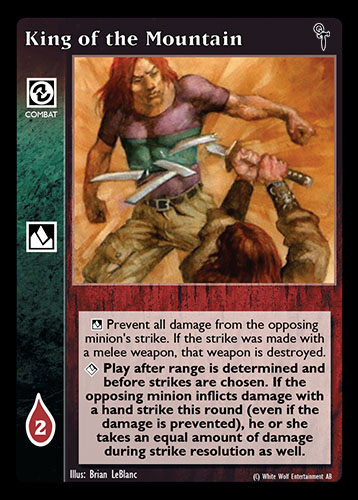 King of the Mountain
COMBAT
Prevent all damage from the opposing
minion's strike. If the strike was made with
a melee weapon, that weapon is destroyed.
Play after range is determined and
before strikes are chosen. If the
opposing minion inflicts damage with
a hand strike this round (even if the
damage is prevented), he or she
takes an equal amount of damage
during strike resolution as well.
2
Illus: Brian LeBlanc
(C) White Wolf Entertainment AB